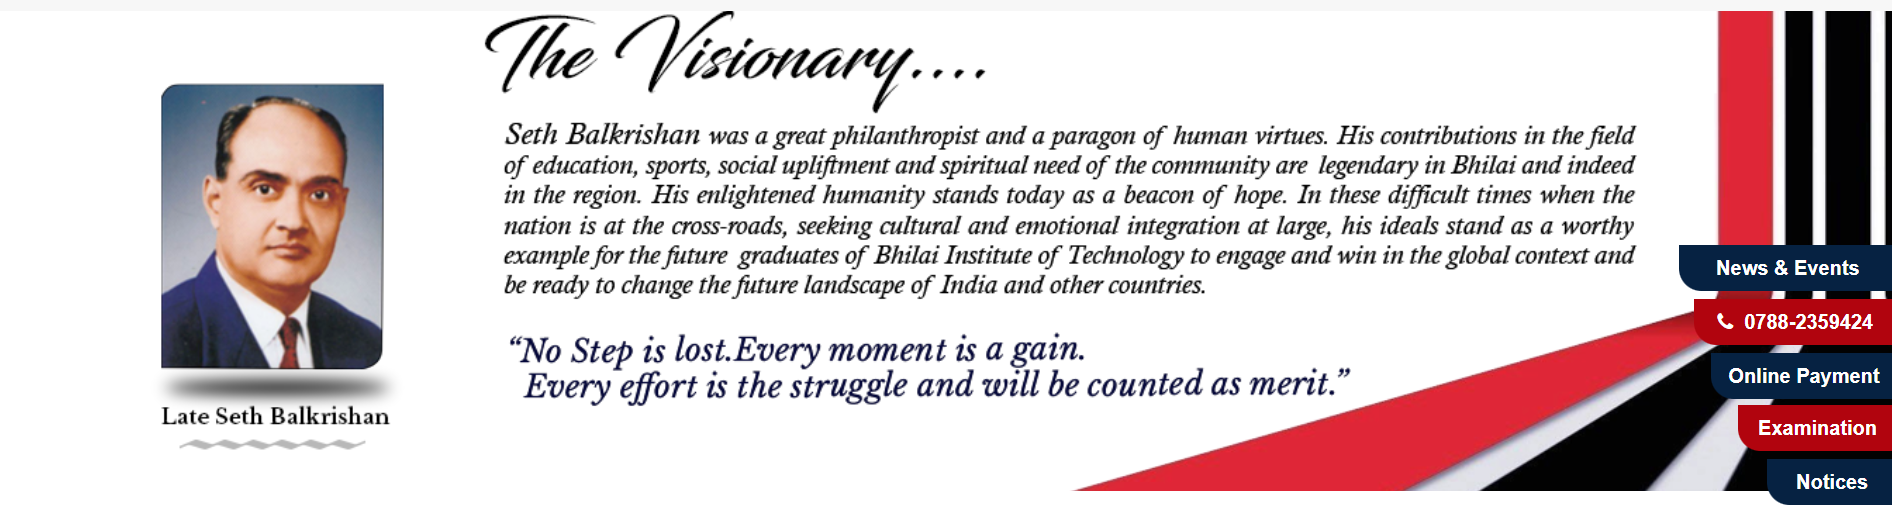 The Visionary....
Seth Balkrishan was a great philanthropist and a paragon of human virtues. His contributions in the field
of education, sports, social upliftment and spiritual need of the community are legendary in Bhilai and indeed
in the region. His enlightened humanity stands today as a beacon of hope. In these difficult times when the
nation is at the cross-roads, seeking cultural and emotional integration at large, his ideals stand as a worthy
example for the future graduates of Bhilai Institute of Technology to engage and win in the global context and
be ready to change the future landscape of India and other countries.
“No Step is lost.Every moment is a gain.
Every effort is the struggle and will be counted as merit.”
Late Seth Balkrishan
News & Events
0788-2359424
Online Payment
Examination
Notices